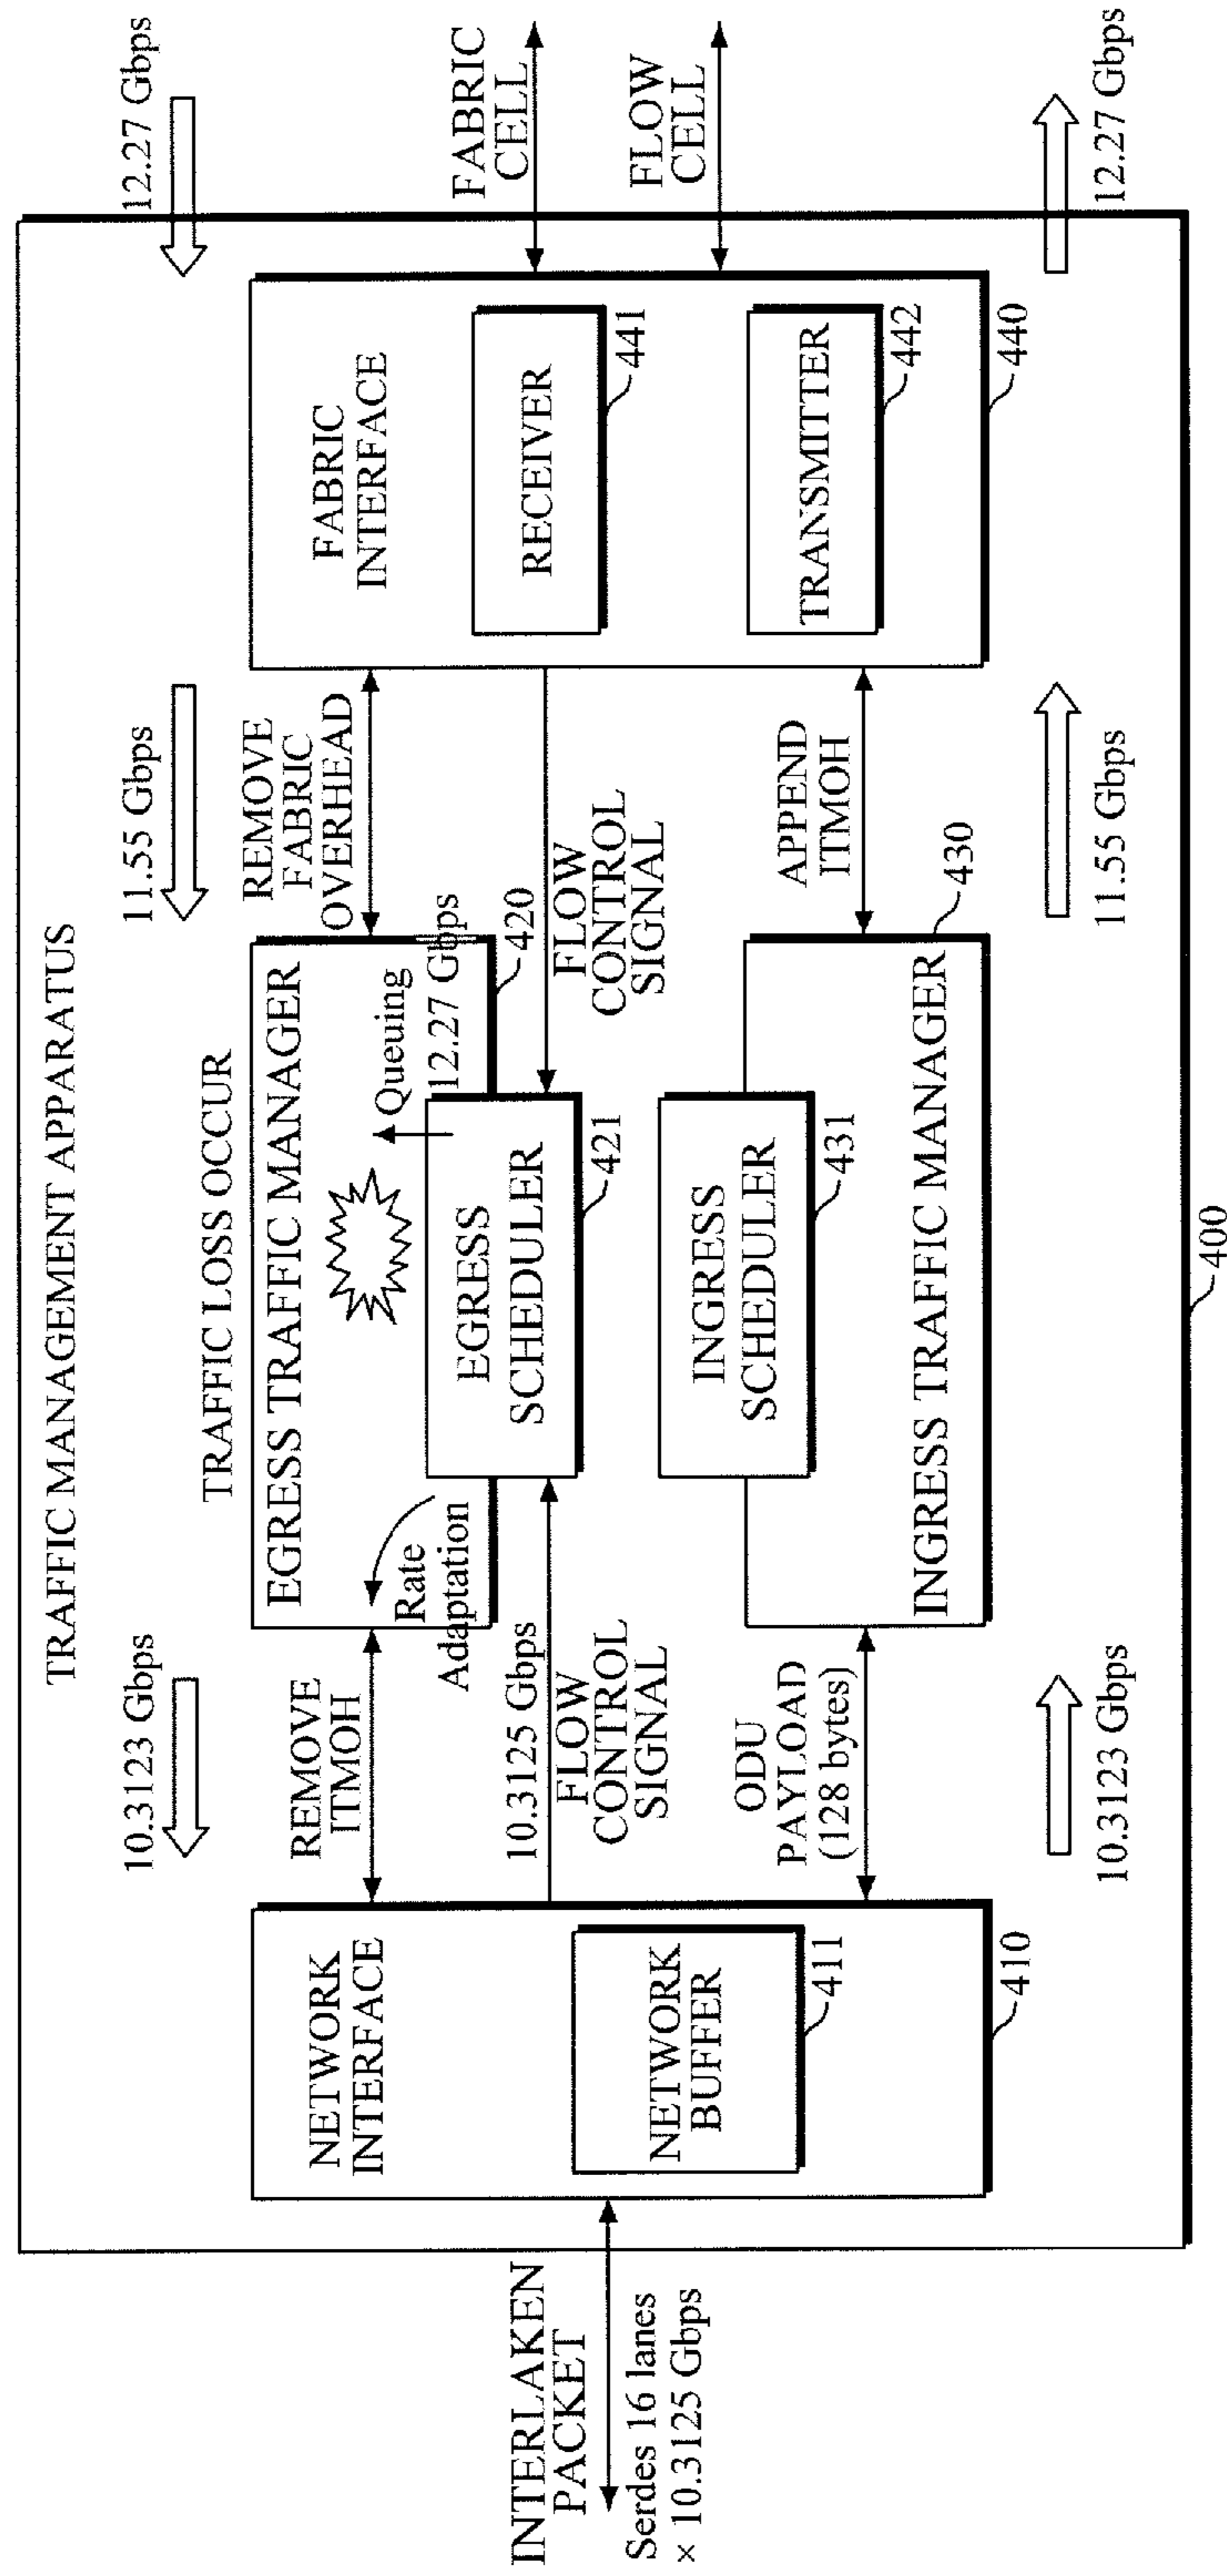 TRAFFIC MANAGEMENT APPARATUS
10.3123 Gbps
11.55 Gbps
12.27 Gbps
TRAFFIC LOSS OCCUR
INTERLAKEN
PACKET
Serdes 16 lanes
× 10.3125 Gbps
NETWORK
INTERFACE
NETWORK
BUFFER
411
410
REMOVE
ITMOH
10.3125 Gbps
FLOW
CONTROL
SIGNAL
ODU
PAYLOAD
(128 bytes)
10.3123 Gbps
EGRESS TRAFFIC MANAGER
Rate
Adaptation
Queuing
12.27 Gbps
420
EGRESS
SCHEDULER
421
INGRESS
SCHEDULER
431
INGRESS TRAFFIC MANAGER
430
REMOVE
FABRIC
OVERHEAD
FLOW
CONTROL
SIGNAL
APPEND
ITMOH
11.55 Gbps
FABRIC
INTERFACE
RECEIVER
441
TRANSMITTER
442
440
FABRIC
CELL
FLOW
CELL
12.27 Gbps
400